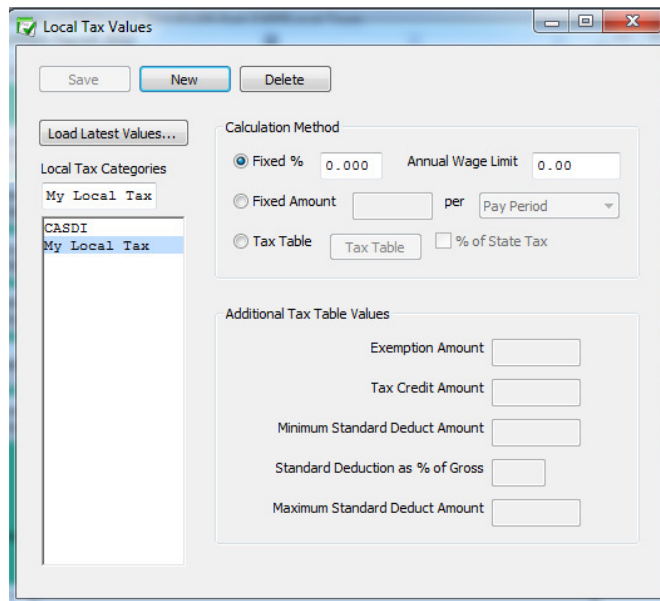 Local Tax Values
Save New Delete
Load Latest Values...
Local Tax Categories
My Local Tax
CASDI
My Local Tax
Calculation Method
Fixed % 0.000 Annual Wage Limit 0.00
Fixed Amount per Pay Period
Tax Table Tax Table % of State Tax
Additional Tax Table Values
Exemption Amount
Tax Credit Amount
Minimum Standard Deduct Amount
Standard Deduction as % of Gross
Maximum Standard Deduct Amount